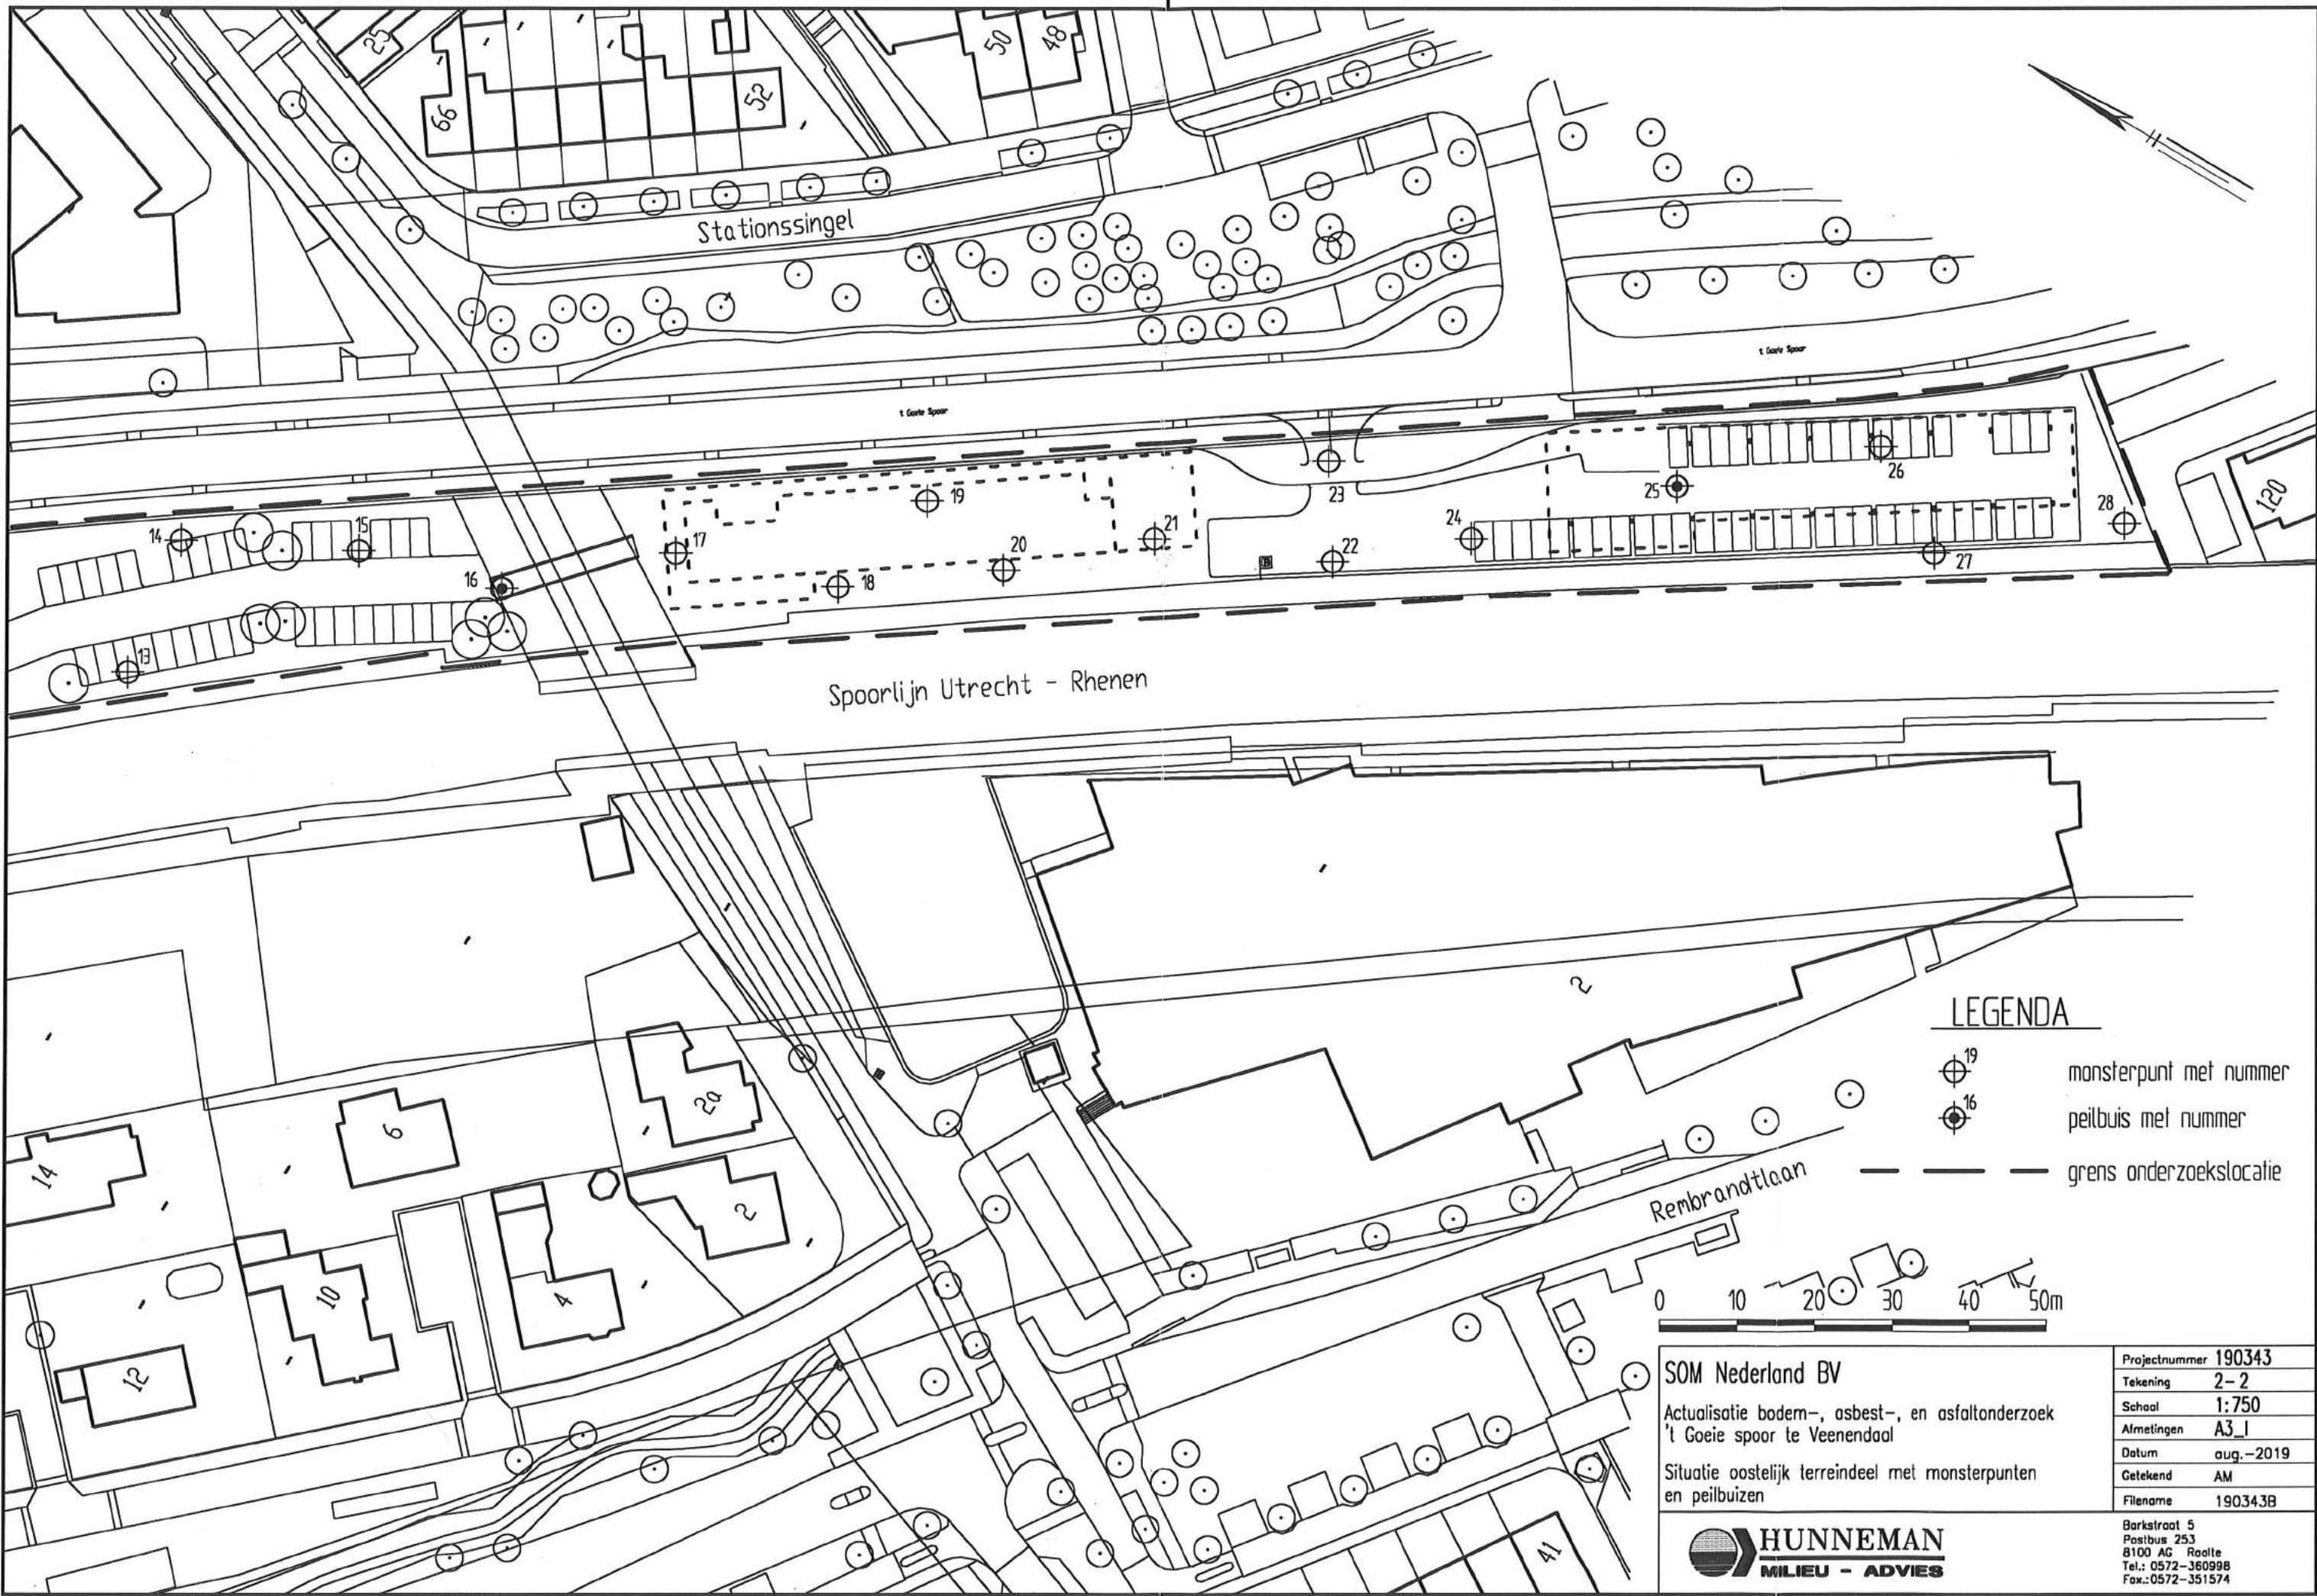 25
66
52
50
48
Stationssingel
t Goeie Spoor
t Goeie Spoor
14
15
16
13
17
18
19
20
21
22
23
24
25
26
27
28
120
Spoorlijn Utrecht - Rhenen
2
14
6
2a
2
4
10
12
41
Rembrandtlaan
LEGENDA
19 monsterpunt met nummer
16 peilbuis met nummer
grens onderzoekslocatie
0 10 20 30 40 50m
SOM Nederland BV
Actualisatie bodem-, asbest-, en asfaltonderzoek
't Goeie spoor te Veenendaal
Situatie oostelijk terreindeel met monsterpunten
en peilbuizen
Projectnummer 190343
Tekening 2-2
Schaal 1:750
Afmetingen A3_l
Datum aug.-2019
Getekend AM
Filename 190343B
HUNNEMAN
MILIEU - ADVIES
Barkstraat 5
Postbus 253
8100 AG Raalte
Tel.: 0572-360998
Fax.:0572-351574